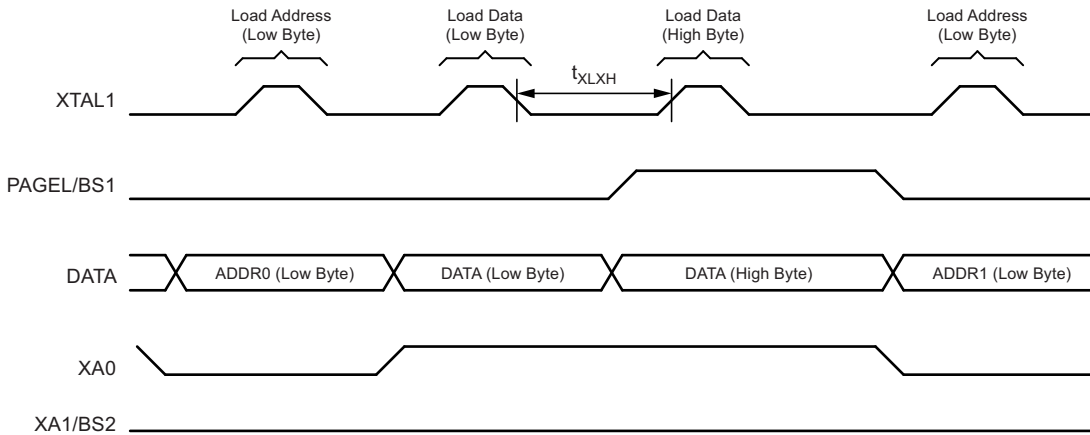 Load Address
(Low Byte)
Load Data
(Low Byte)
Load Data
(High Byte)
Load Address
(Low Byte)
tXLXH
XTAL1
PAGEL/BS1
DATA
ADDR0 (Low Byte)
DATA (Low Byte)
DATA (High Byte)
ADDR1 (Low Byte)
XA0
XA1/BS2